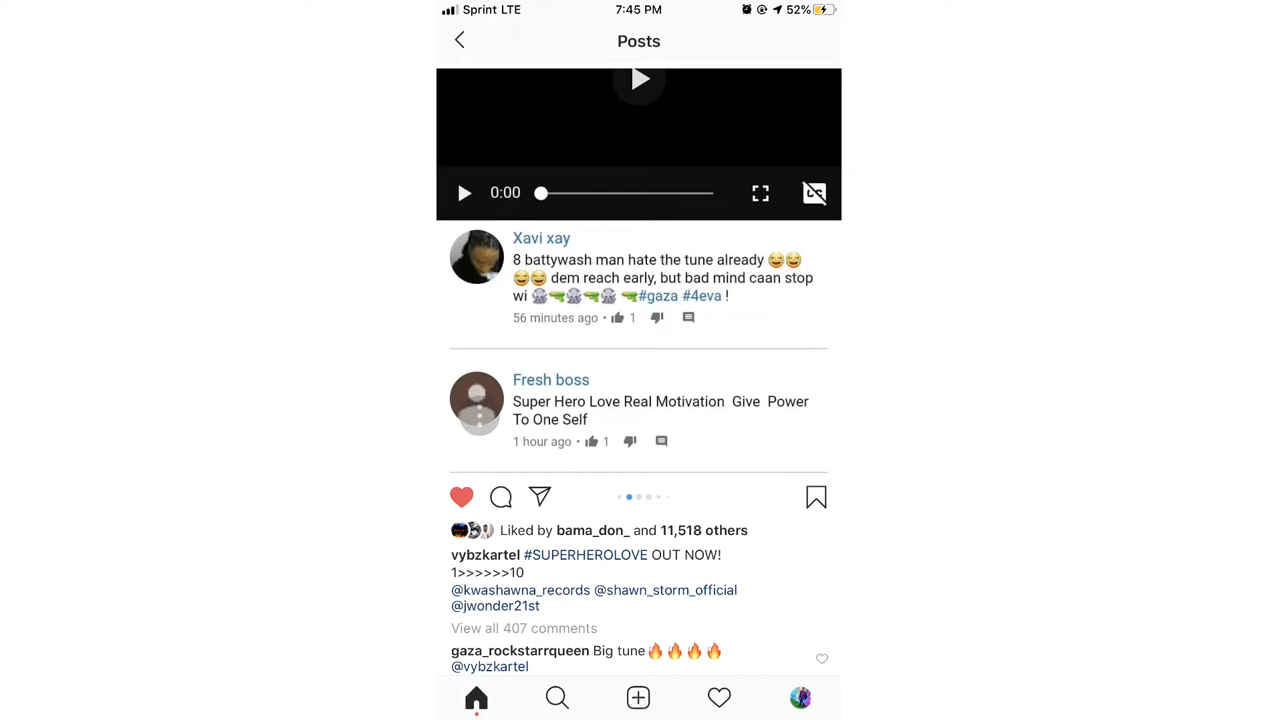 Sprint LTE 7:45 PM 52%
Posts
0:00 CC
Xavi xay
8 battywash man hate the tune already 😂😂
😂😂 dem reach early, but bad mind caan stop
wi #gaza #4eva !
56 minutes ago • 1
Fresh boss
Super Hero Love Real Motivation Give Power
To One Self
1 hour ago • 1
Liked by bama_don_ and 11,518 others
vybzkartel #SUPERHEROLOVE OUT NOW!
1>>>>>>10
@kwashawna_records @shawn_storm_official
@jwonder21st
View all 407 comments
gaza_rockstarrqueen Big tune🔥🔥🔥🔥
@vybzkartel